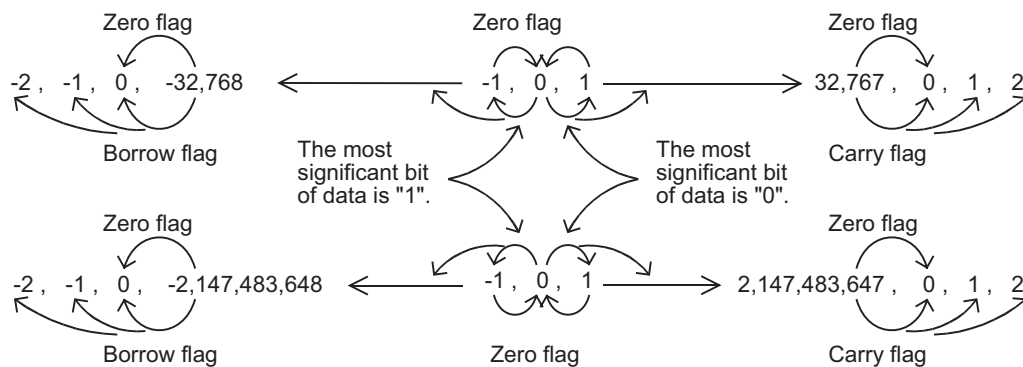 Zero flag Zero flag Zero flag
-2 , -1 , 0 , -32,768 -1, 0 , 1 32,767 , 0 , 1 , 2
Borrow flag Carry flag
The most
significant bit
of data is "1".
The most
significant bit
of data is "0".
Zero flag Zero flag
-2 , -1 , 0 , -2,147,483,648 -1 , 0 , 1 2,147,483,647 , 0 , 1 , 2
Borrow flag Zero flag Carry flag